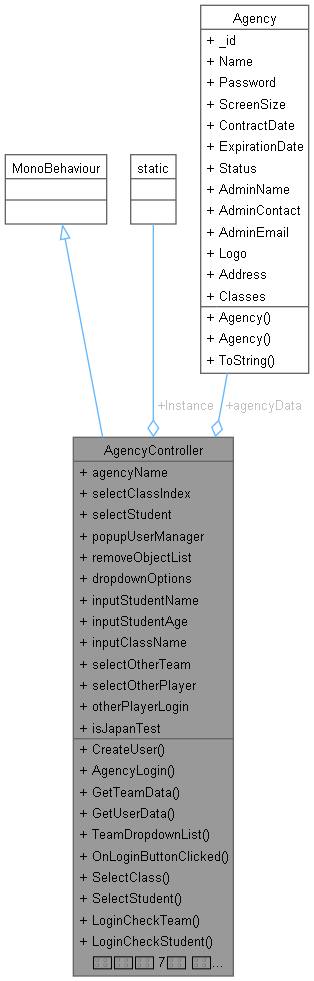 Agency
+ _id
+ Name
+ Password
+ ScreenSize
+ ContractDate
+ ExpirationDate
+ Status
+ AdminName
+ AdminContact
+ AdminEmail
+ Logo
+ Address
+ Classes
+ Agency()
+ Agency()
+ ToString()
MonoBehaviour
static
+Instance
+agencyData
AgencyController
+ agencyName
+ selectClassIndex
+ selectStudent
+ popupUserManager
+ removeObjectList
+ dropdownOptions
+ inputStudentName
+ inputStudentAge
+ inputClassName
+ selectOtherTeam
+ selectOtherPlayer
+ otherPlayerLogin
+ isJapanTest
+ CreateUser()
+ AgencyLogin()
+ GetTeamData()
+ GetUserData()
+ TeamDropdownList()
+ OnLoginButtonClicked()
+ SelectClass()
+ SelectStudent()
+ LoginCheckTeam()
+ LoginCheckStudent()
7 ...